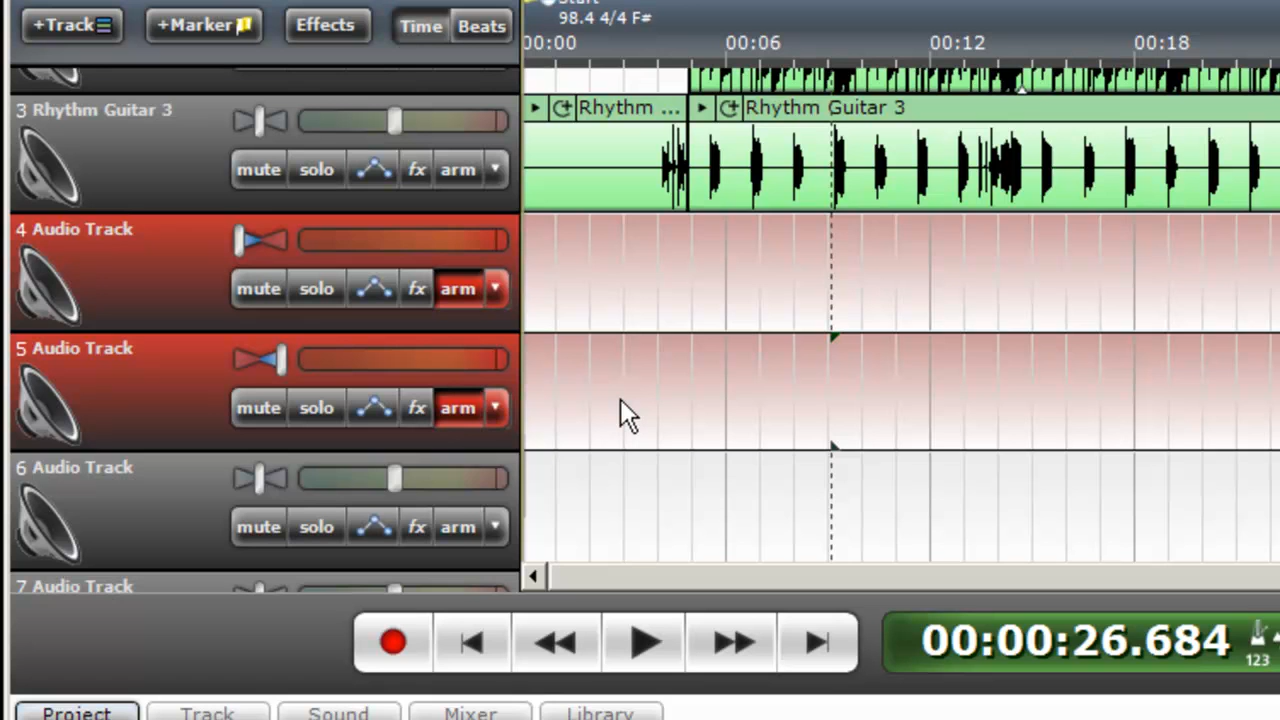 Start
+Track +Marker Effects Time Beats
98.4 4/4 F#
00:00 00:06 00:12 00:18
3 Rhythm Guitar 3
Rhythm ... Rhythm Guitar 3
mute solo fx arm
4 Audio Track
mute solo fx arm
5 Audio Track
mute solo fx arm
6 Audio Track
mute solo fx arm
7 Audio Track
00:00:26.684
123
Project Track Sound Mixer Library